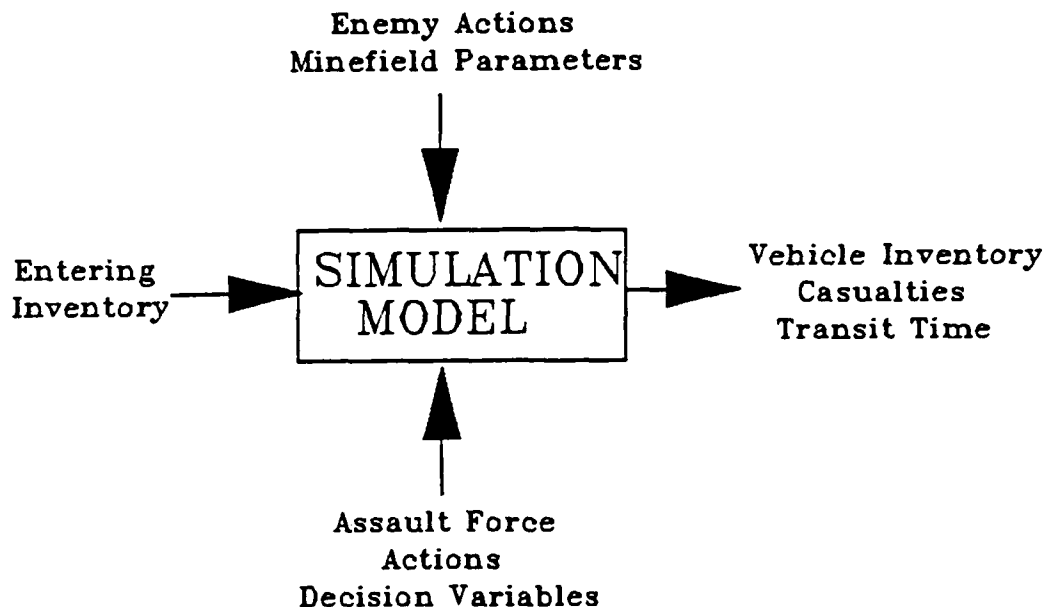 Enemy Actions
Minefield Parameters
Entering
Inventory
SIMULATION
MODEL
Vehicle Inventory
Casualties
Transit Time
Assault Force
Actions
Decision Variables